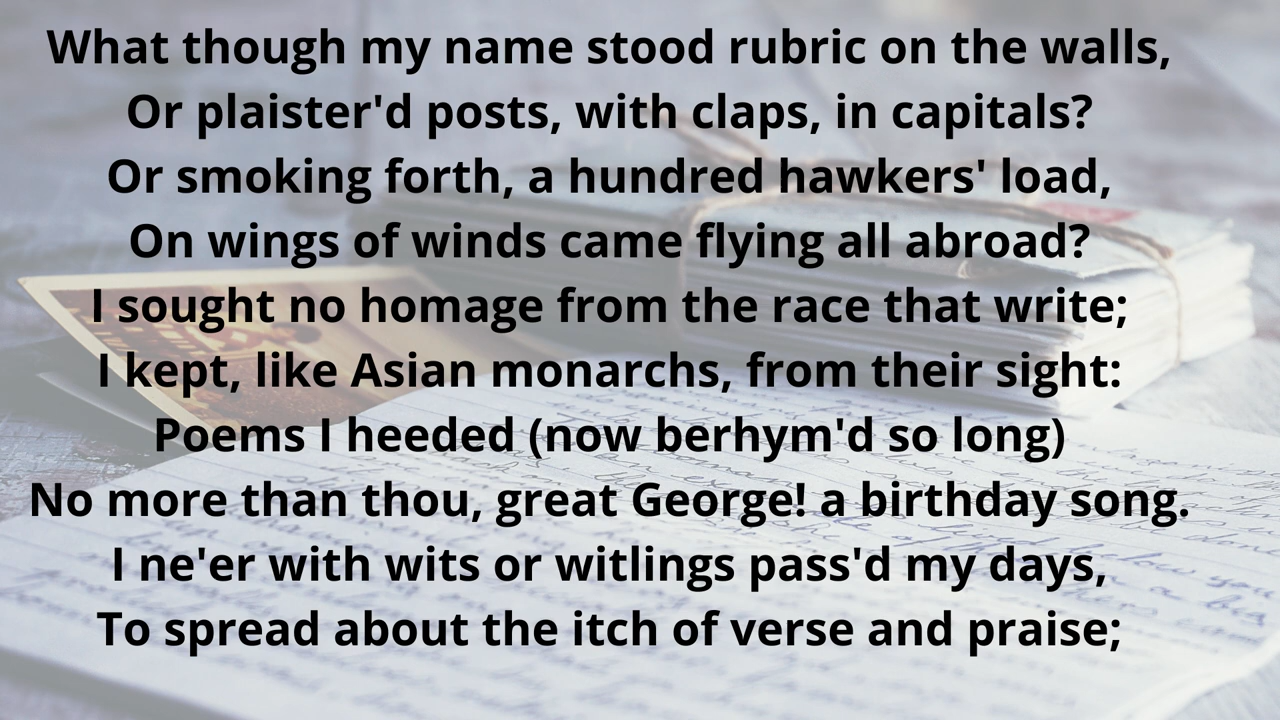 What though my name stood rubric on the walls,
Or plaister'd posts, with claps, in capitals?
Or smoking forth, a hundred hawkers' load,
On wings of winds came flying all abroad?
I sought no homage from the race that write;
I kept, like Asian monarchs, from their sight:
Poems I heeded (now berhym'd so long)
No more than thou, great George! a birthday song.
I ne'er with wits or witlings pass'd my days,
To spread about the itch of verse and praise;